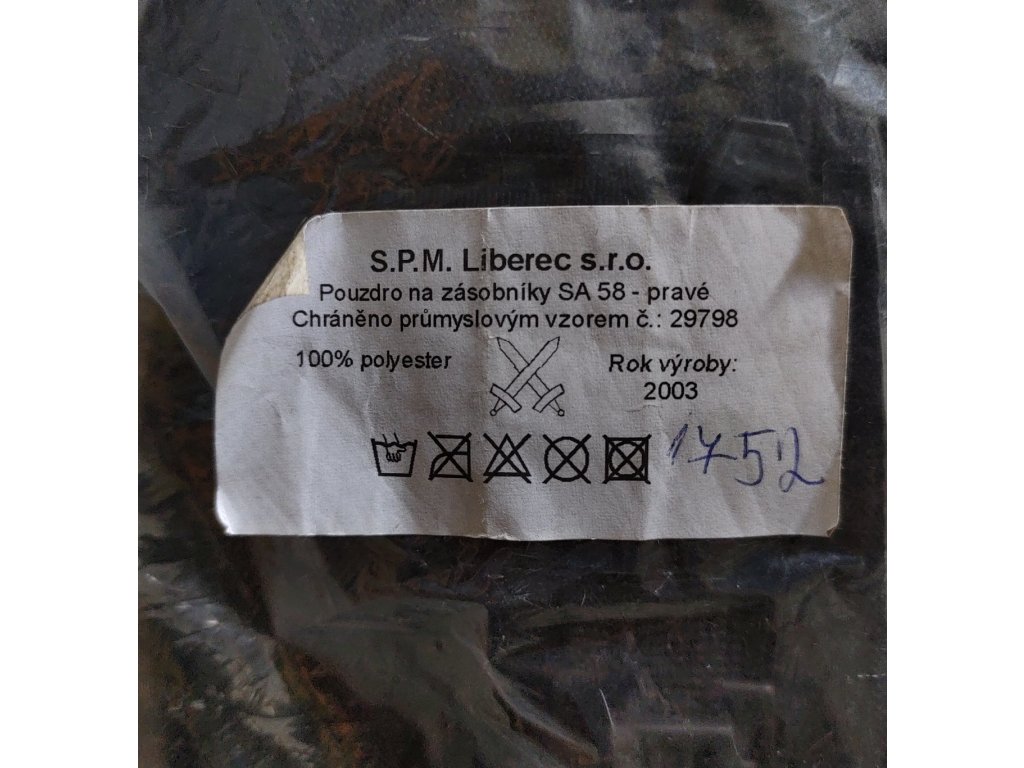 S.P.M. Liberec s.r.o.
Pouzdro na zásobníky SA 58 - pravé
Chráněno průmyslovým vzorem č.: 29798
100% polyester
Rok výroby:
2003
1752